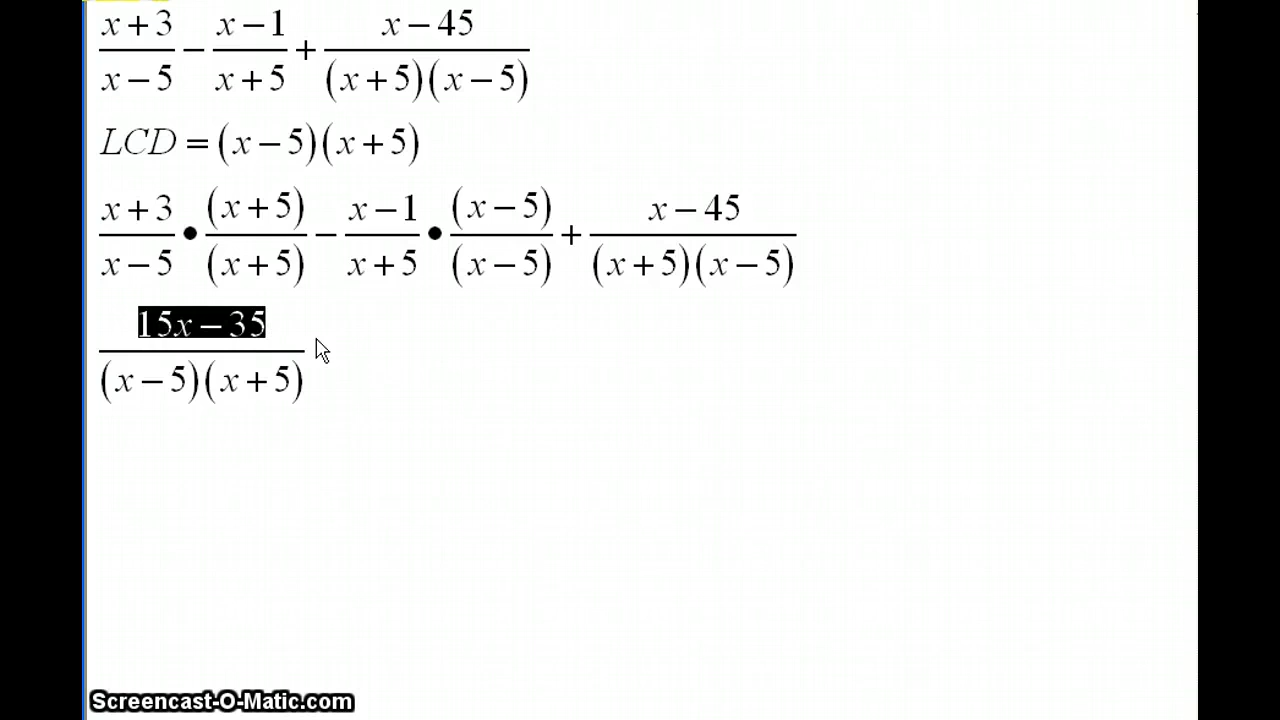 x + 3 / x − 5 − x − 1 / x + 5 + x − 45 / (x + 5)(x − 5)
LCD = (x − 5)(x + 5)
x + 3 / x − 5 • (x + 5) / (x + 5) − x − 1 / x + 5 • (x − 5) / (x − 5) + x − 45 / (x + 5)(x − 5)
15x − 35 / (x − 5)(x + 5)
Screencast-O-Matic.com